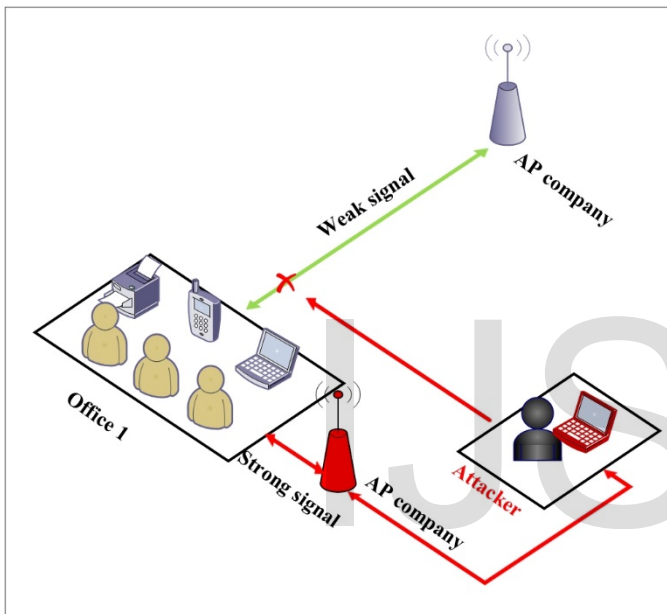 AP company
Weak signal
Office 1
Strong signal
AP company
Attacker
IJS